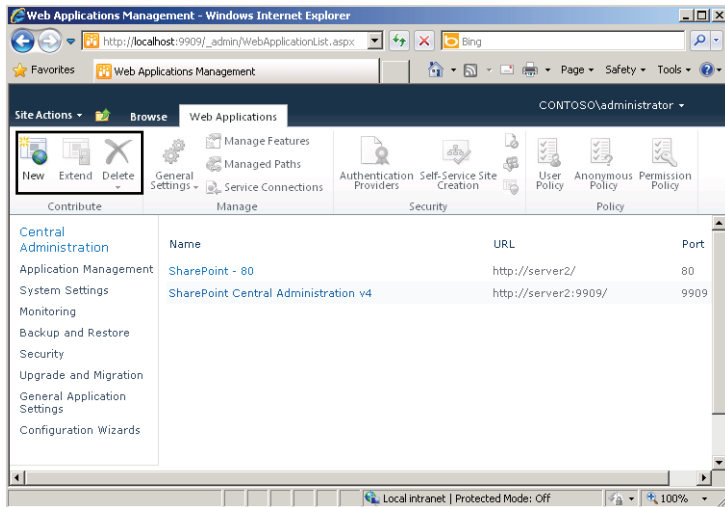 Web Applications Management - Windows Internet Explorer
http://localhost:9909/_admin/WebApplicationList.aspx
Bing
Favorites
Web Applications Management
Page
Safety
Tools
CONTOSO\administrator
Site Actions
Browse
Web Applications
New
Extend
Delete
General Settings
Manage Features
Managed Paths
Service Connections
Authentication Providers
Self-Service Site Creation
User Policy
Anonymous Policy
Permission Policy
Contribute
Manage
Security
Policy
Central
Administration
Application Management
System Settings
Monitoring
Backup and Restore
Security
Upgrade and Migration
General Application
Settings
Configuration Wizards
Name URL Port
SharePoint - 80 http://server2/ 80
SharePoint Central Administration v4 http://server2:9909/ 9909
Local intranet | Protected Mode: Off
100%